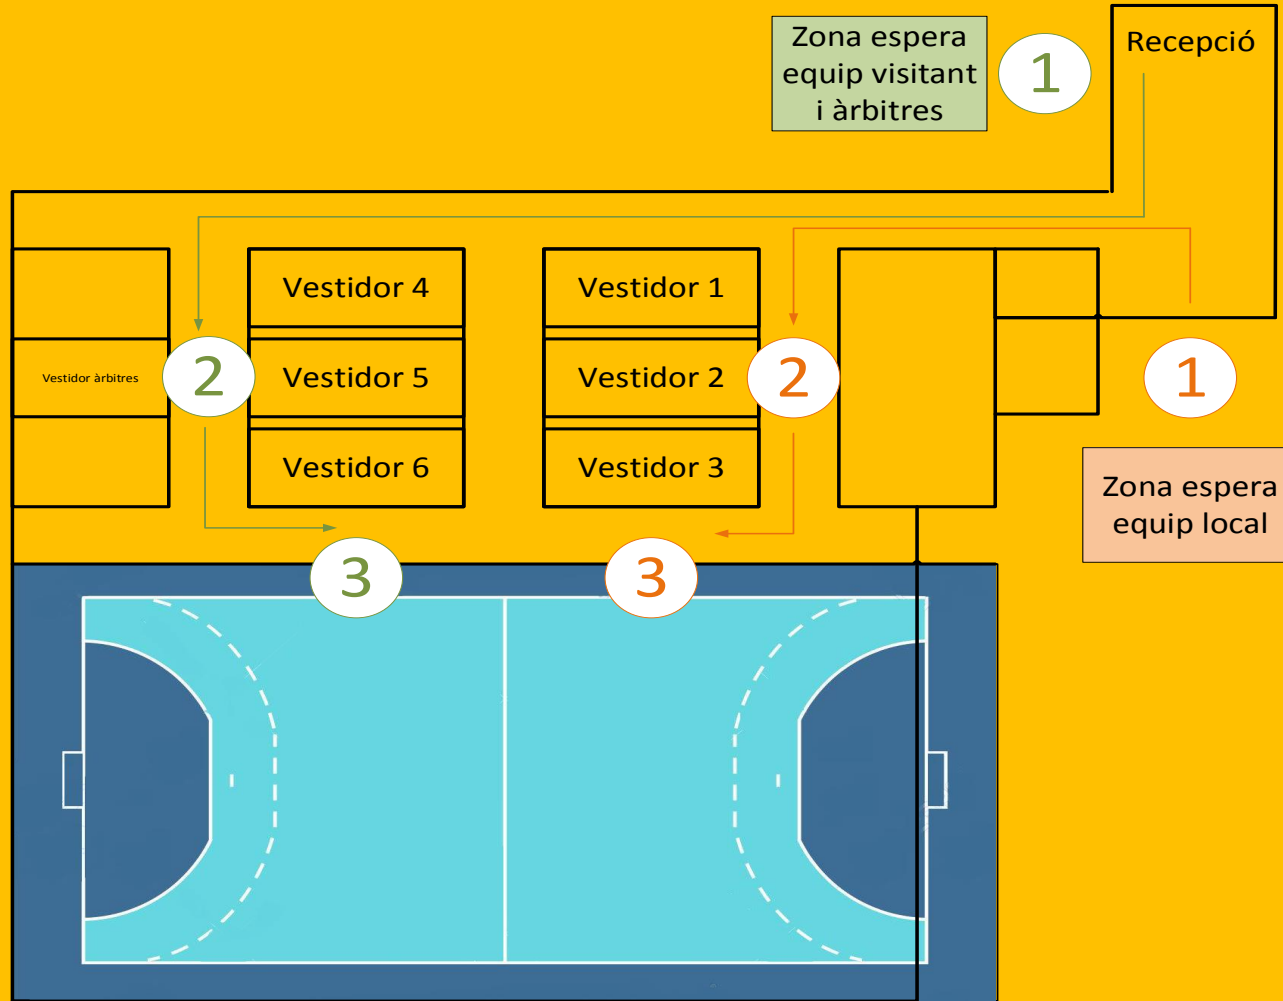 Zona espera
equip visitant
i àrbitres
1
Recepció
Vestidor 4
Vestidor 1
Vestidor àrbitres
2
Vestidor 5
Vestidor 2
2
1
Vestidor 6
Vestidor 3
Zona espera
equip local
3
3